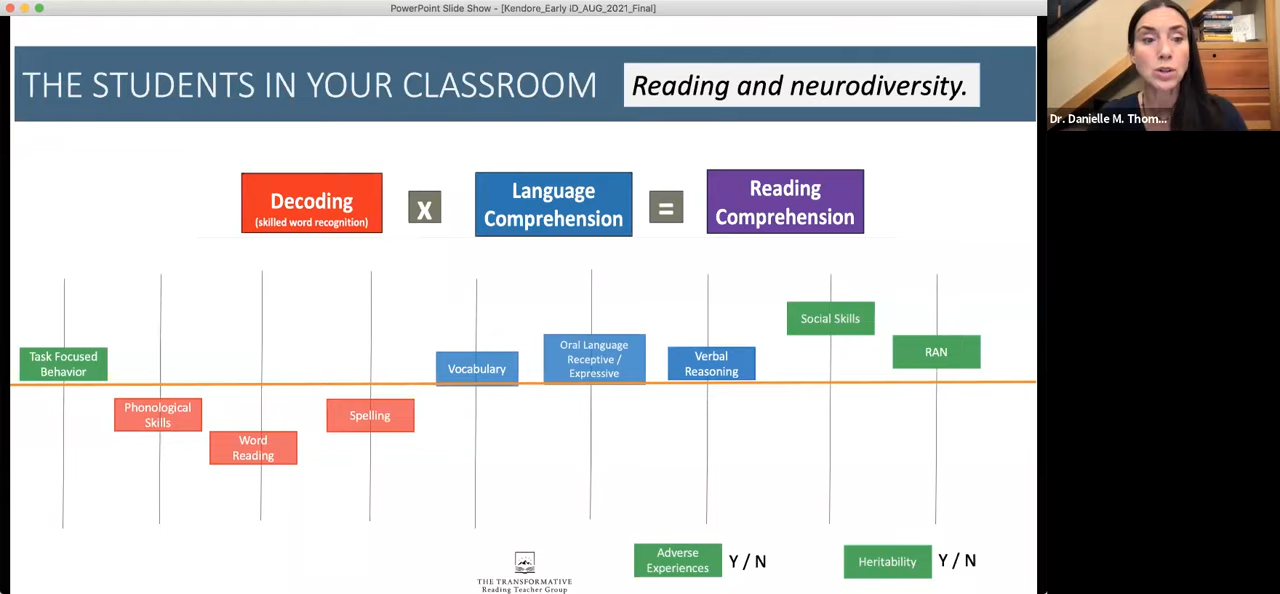 PowerPoint Slide Show - [Kendore_Early iD_AUG_2021_Final]
THE STUDENTS IN YOUR CLASSROOM
Reading and neurodiversity.
Dr. Danielle M. Thom...
Decoding
(skilled word recognition)
X
Language
Comprehension
=
Reading
Comprehension
Task Focused
Behavior
Phonological
Skills
Word
Reading
Spelling
Vocabulary
Oral Language
Receptive /
Expressive
Verbal
Reasoning
Social Skills
RAN
Adverse
Experiences
Y / N
Heritability
Y / N
THE TRANSFORMATIVE
Reading Teacher Group